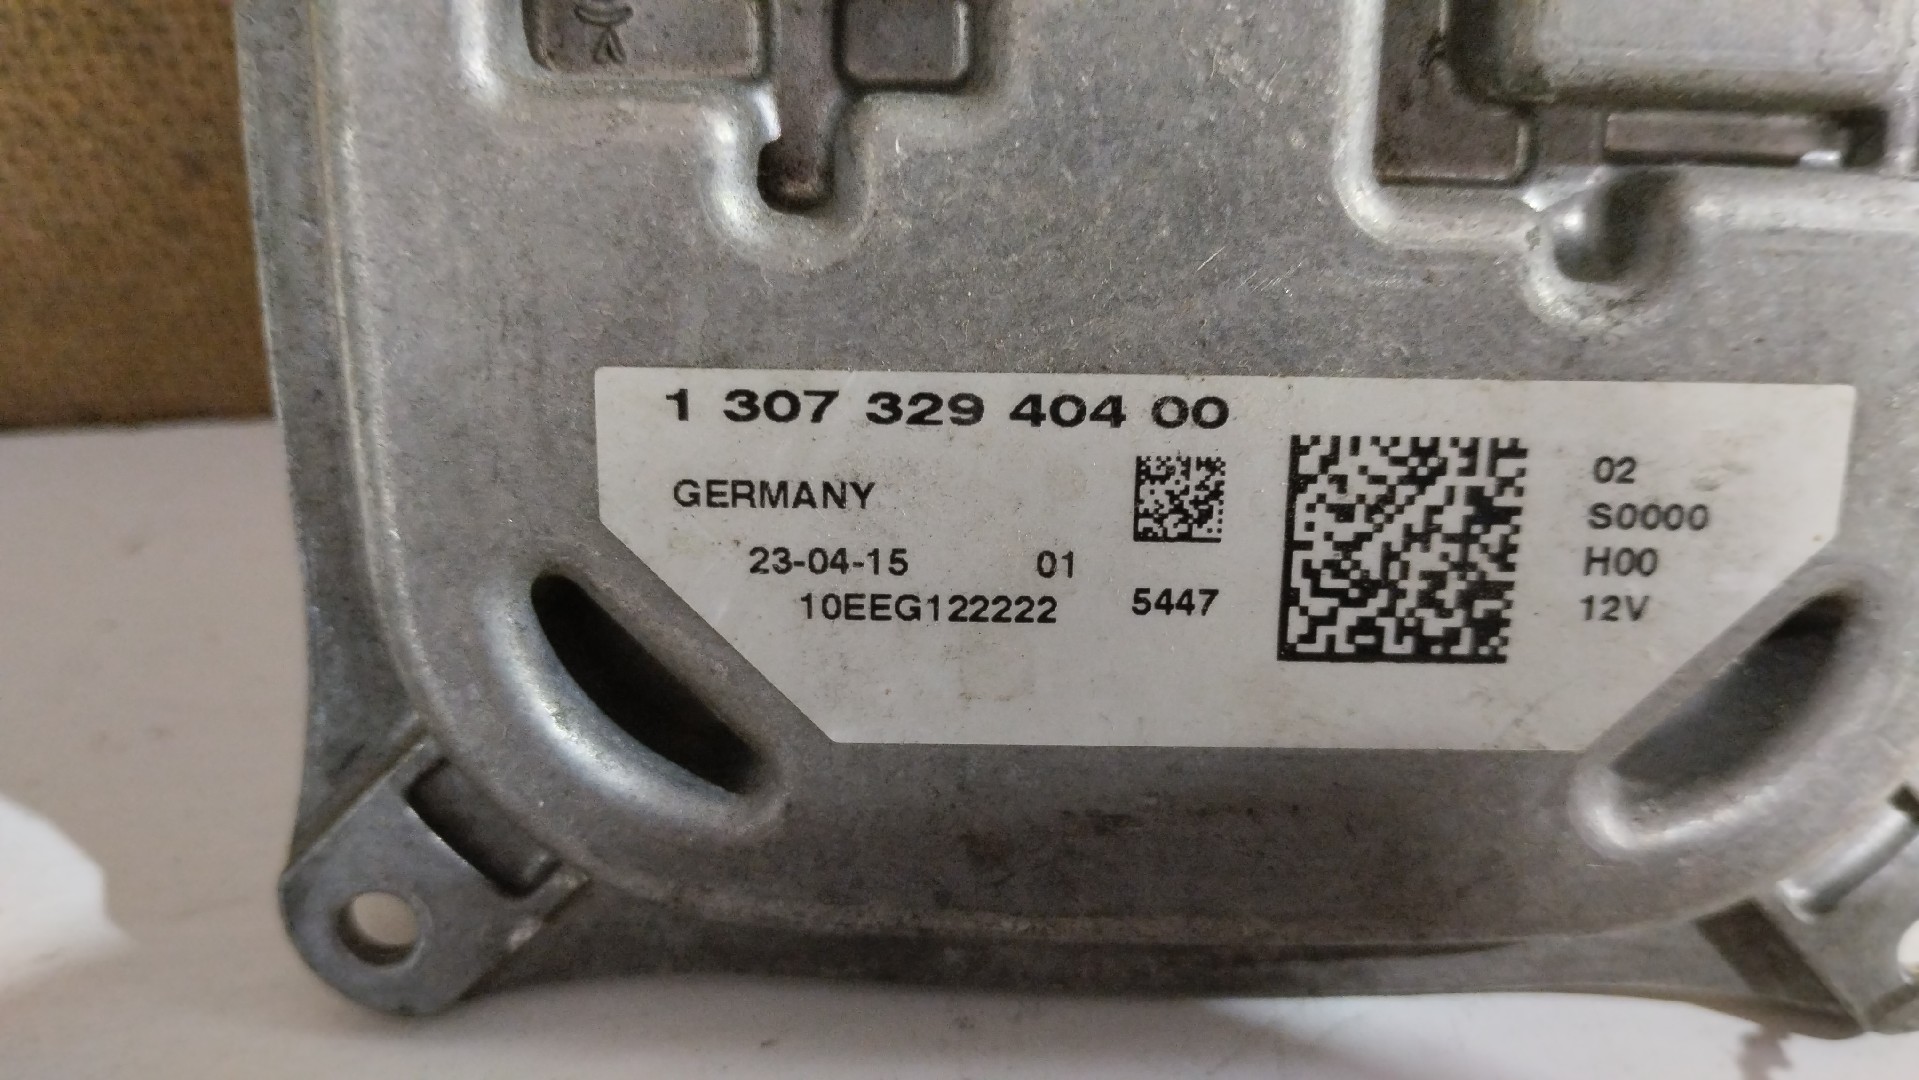 1 307 329 404 00
GERMANY
23-04-15 01
10EEG122222 5447
02
S0000
H00
12V